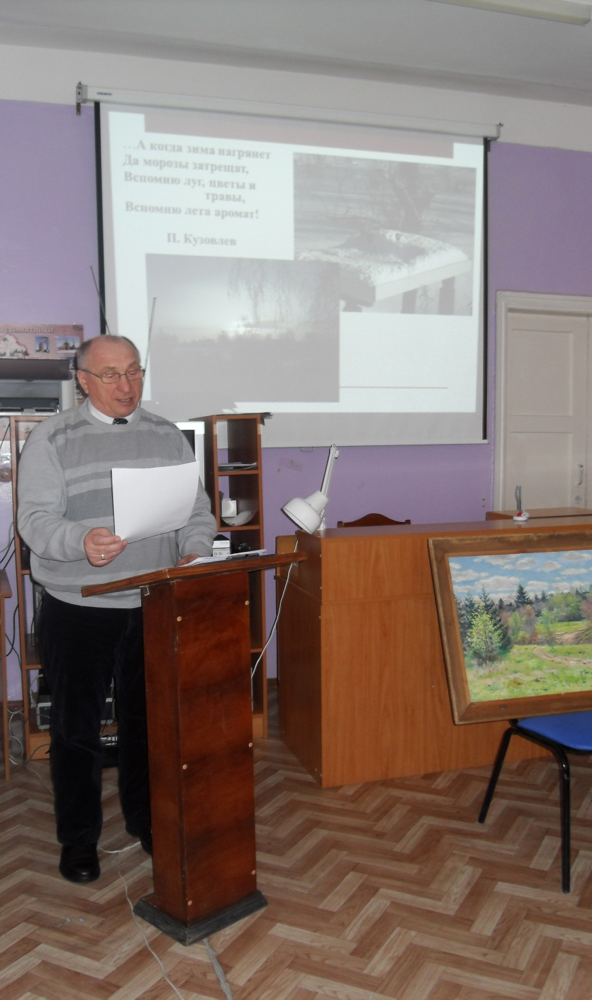 …А когда зима нагрянет
Да морозы затрещат,
Вспомню луг, цветы и
травы,
Вспомню лета аромат!
П. Кузовлев